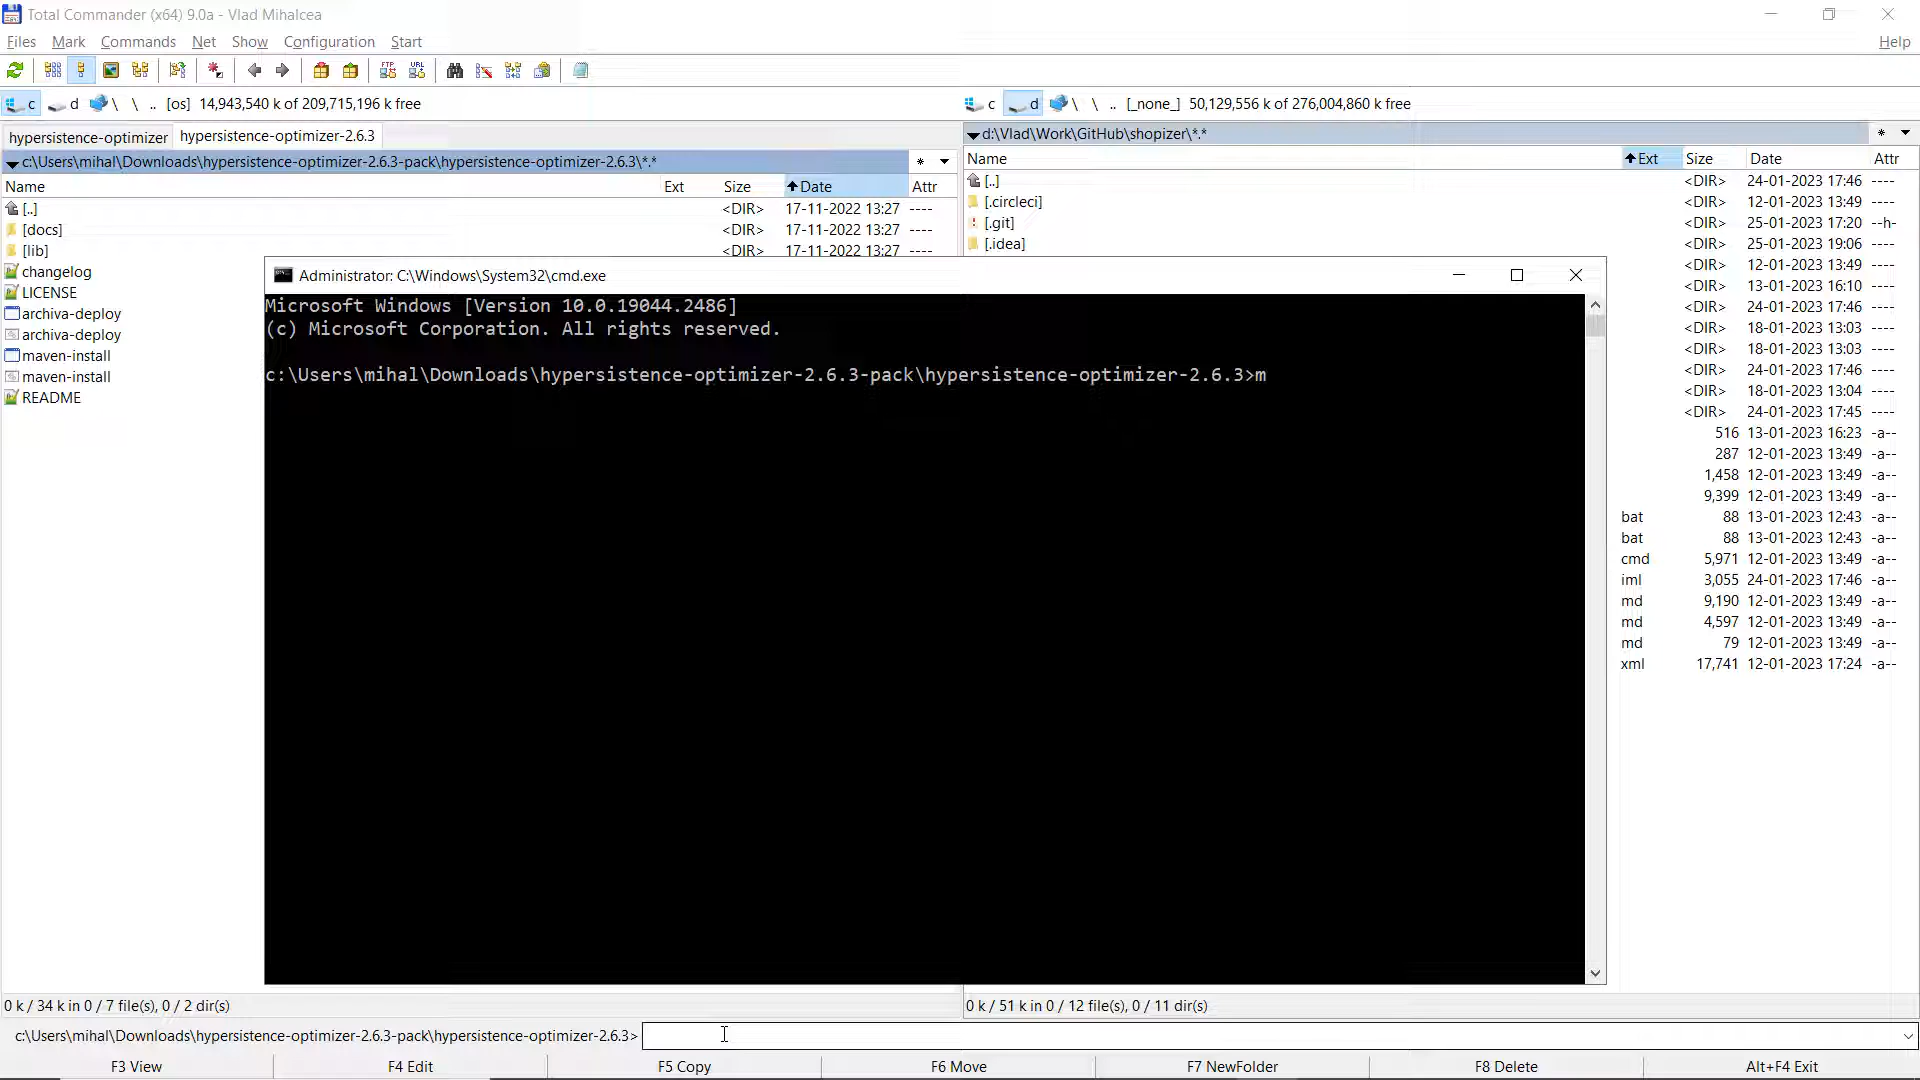 Total Commander (x64) 9.0a - Vlad Mihalcea
Files Mark Commands Net Show Configuration Start Help
FTP URL
c d \ \ .. [os] 14,943,540 k of 209,715,196 k free
c d \ \ .. [_none_] 50,129,556 k of 276,004,860 k free
hypersistence-optimizer hypersistence-optimizer-2.6.3
c:\Users\mihal\Downloads\hypersistence-optimizer-2.6.3-pack\hypersistence-optimizer-2.6.3\*.* *
Name Ext Size Date Attr
[..] <DIR> 17-11-2022 13:27 ----
[docs] <DIR> 17-11-2022 13:27 ----
[lib] <DIR> 17-11-2022 13:27 ----
changelog
LICENSE
archiva-deploy
archiva-deploy
maven-install
maven-install
README
d:\Vlad\Work\GitHub\shopizer\*.* *
Name Ext Size Date Attr
[..] <DIR> 24-01-2023 17:46 ----
[.circleci] <DIR> 12-01-2023 13:49 ----
[.git] <DIR> 25-01-2023 17:20 --h-
[.idea] <DIR> 25-01-2023 19:06 ----
<DIR> 12-01-2023 13:49 ----
<DIR> 13-01-2023 16:10 ----
<DIR> 24-01-2023 17:46 ----
<DIR> 18-01-2023 13:03 ----
<DIR> 18-01-2023 13:03 ----
<DIR> 24-01-2023 17:46 ----
<DIR> 18-01-2023 13:04 ----
<DIR> 24-01-2023 17:45 ----
516 13-01-2023 16:23 -a--
287 12-01-2023 13:49 -a--
1,458 12-01-2023 13:49 -a--
9,399 12-01-2023 13:49 -a--
bat 88 13-01-2023 12:43 -a--
bat 88 13-01-2023 12:43 -a--
cmd 5,971 12-01-2023 13:49 -a--
iml 3,055 24-01-2023 17:46 -a--
md 9,190 12-01-2023 13:49 -a--
md 4,597 12-01-2023 13:49 -a--
md 79 12-01-2023 13:49 -a--
xml 17,741 12-01-2023 17:24 -a--
Administrator: C:\Windows\System32\cmd.exe
Microsoft Windows [Version 10.0.19044.2486]
(c) Microsoft Corporation. All rights reserved.
c:\Users\mihal\Downloads\hypersistence-optimizer-2.6.3-pack\hypersistence-optimizer-2.6.3>m
0 k / 34 k in 0 / 7 file(s), 0 / 2 dir(s)
0 k / 51 k in 0 / 12 file(s), 0 / 11 dir(s)
c:\Users\mihal\Downloads\hypersistence-optimizer-2.6.3-pack\hypersistence-optimizer-2.6.3>
F3 View F4 Edit F5 Copy F6 Move F7 NewFolder F8 Delete Alt+F4 Exit